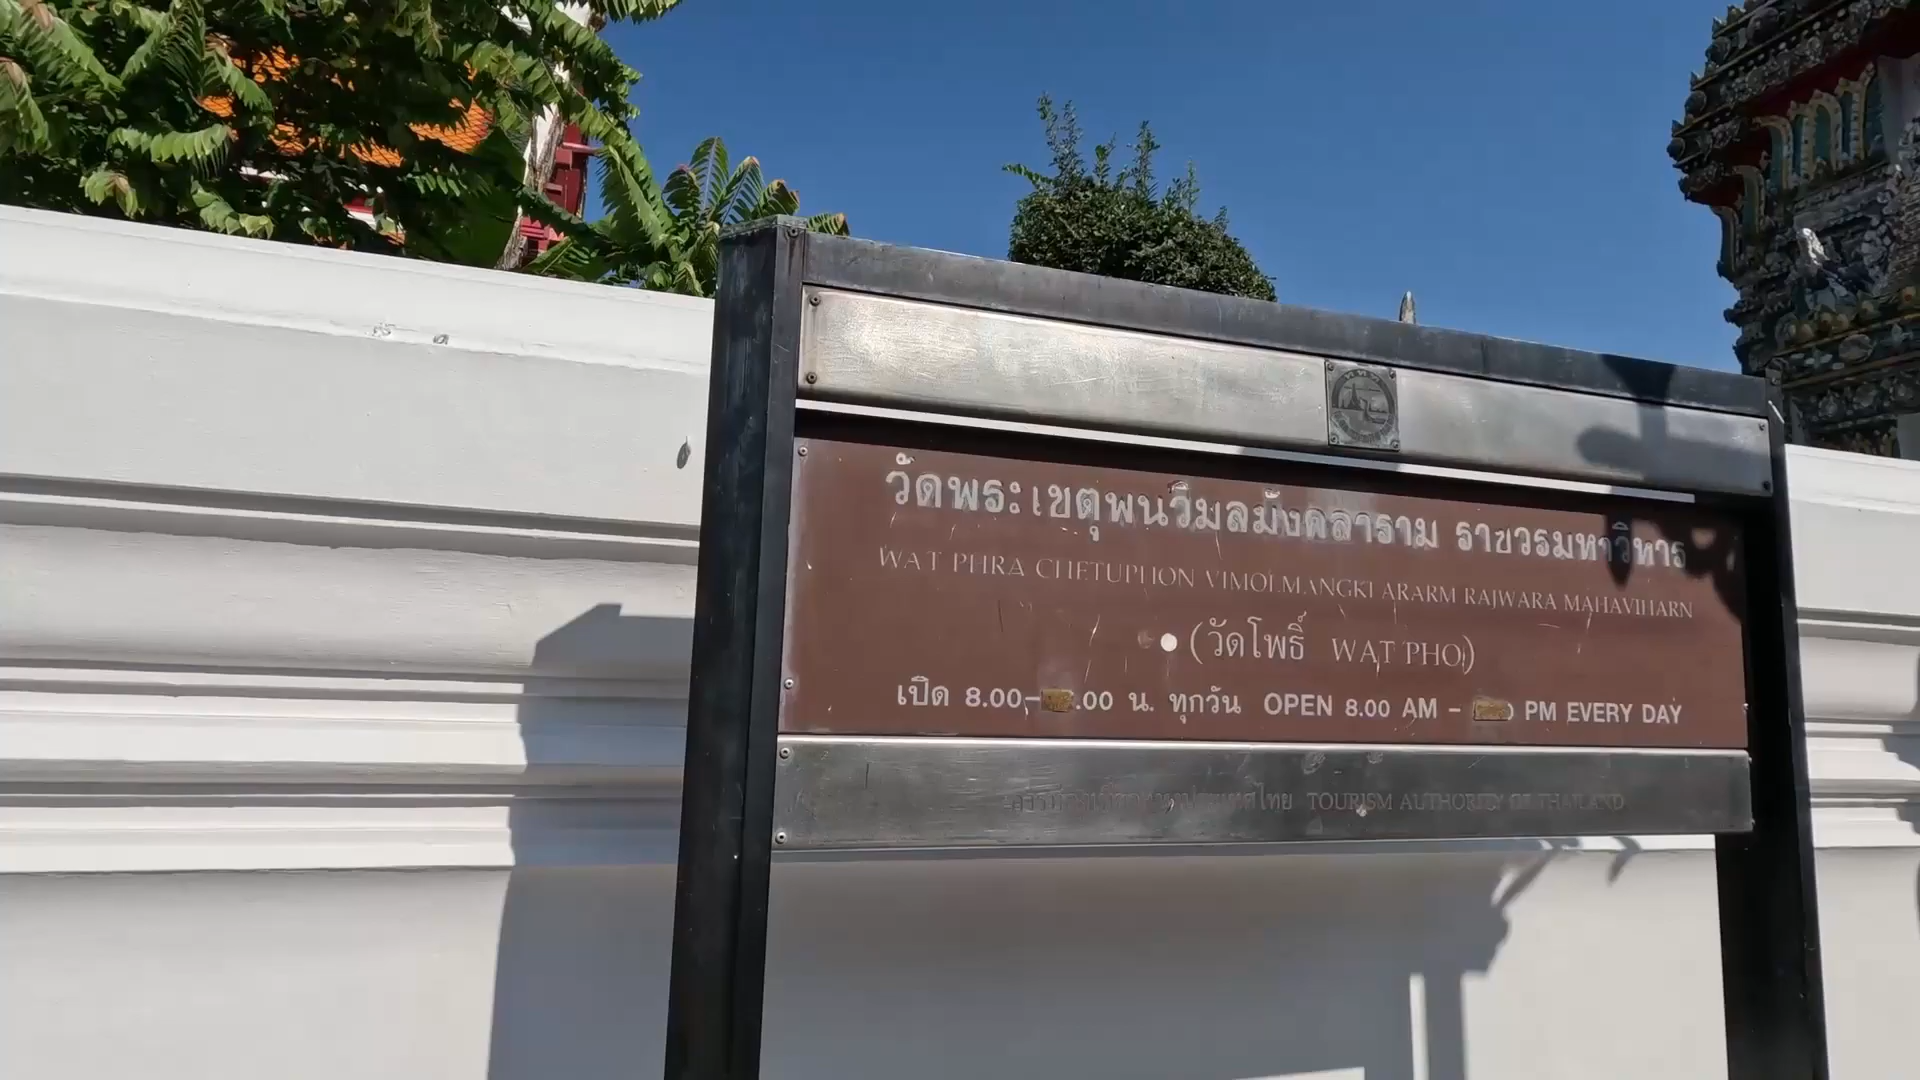 วัดพระเชตุพนวิมลมังคลาราม ราชวรมหาวิหาร
WAT PHRA CHETUPHON VIMOLMANGKLARARM RAJWARA MAHAVIHARN
(วัดโพธิ์ WAT PHO)
เปิด 8.00- .00 น. ทุกวัน OPEN 8.00 AM - PM EVERY DAY
TOURISM AUTHORITY OF THAILAND